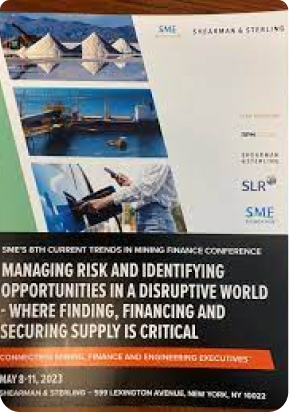 SME
SHEARMAN & STERLING
SHEARMAN
&STERLING
SLR
SME
SME'S 8TH CURRENT TRENDS IN MINING FINANCE CONFERENCE
MANAGING RISK AND IDENTIFYING
OPPORTUNITIES IN A DISRUPTIVE WORLD
- WHERE FINDING, FINANCING AND
SECURING SUPPLY IS CRITICAL
CONNECTING MINING, FINANCE AND ENGINEERING EXECUTIVES
MAY 8-11, 2023
SHEARMAN & STERLING – 599 LEXINGTON AVENUE, NEW YORK, NY 10022